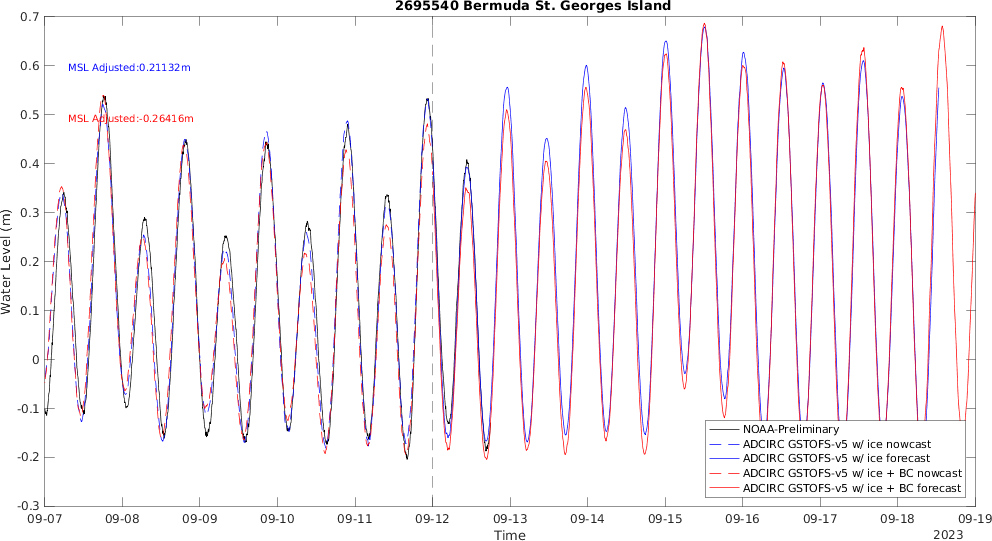 2695540 Bermuda St. Georges Island
0.7
0.6
0.5
0.4
0.3
0.2
0.1
0
-0.1
-0.2
-0.3
Water Level (m)
MSL Adjusted:0.21132m
MSL Adjusted:-0.26416m
NOAA-Preliminary
ADCIRC GSTOFS-v5 w/ ice nowcast
ADCIRC GSTOFS-v5 w/ ice forecast
ADCIRC GSTOFS-v5 w/ ice + BC nowcast
ADCIRC GSTOFS-v5 w/ ice + BC forecast
09-07 09-08 09-09 09-10 09-11 09-12 09-13 09-14 09-15 09-16 09-17 09-18 09-19
Time
2023